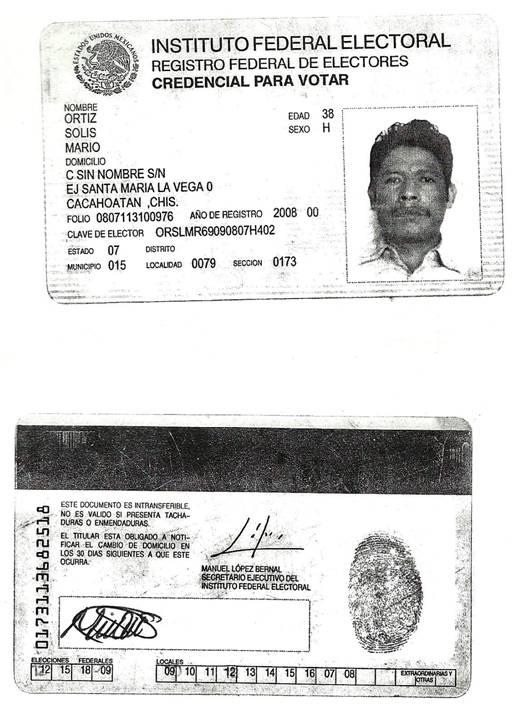 ESTADOS UNIDOS MEXICANOS
INSTITUTO FEDERAL ELECTORAL
REGISTRO FEDERAL DE ELECTORES
CREDENCIAL PARA VOTAR
NOMBRE
ORTIZ
SOLIS
MARIO
EDAD 38
SEXO H
DOMICILIO
C SIN NOMBRE S/N
EJ SANTA MARIA LA VEGA 0
CACAHOATAN ,CHIS.
FOLIO 0807113100976 AÑO DE REGISTRO 2008 00
CLAVE DE ELECTOR ORSLMR69090807H402
ESTADO 07 DISTRITO
MUNICIPIO 015 LOCALIDAD 0079 SECCION 0173
ESTE DOCUMENTO ES INTRANSFERIBLE,
NO ES VALIDO SI PRESENTA TACHA-
DURAS O ENMENDADURAS.
EL TITULAR ESTA OBLIGADO A NOTI-
FICAR EL CAMBIO DE DOMICILIO EN
LOS 30 DIAS SIGUIENTES A QUE ESTE
OCURRA.
MANUEL LÓPEZ BERNAL
SECRETARIO EJECUTIVO DEL
INSTITUTO FEDERAL ELECTORAL
0173113682518
ELECCIONES FEDERALES
12 15 18 09
LOCALES
09 10 11 12 13 14 15 16 07 08
EXTRAORDINARIAS Y
OTRAS